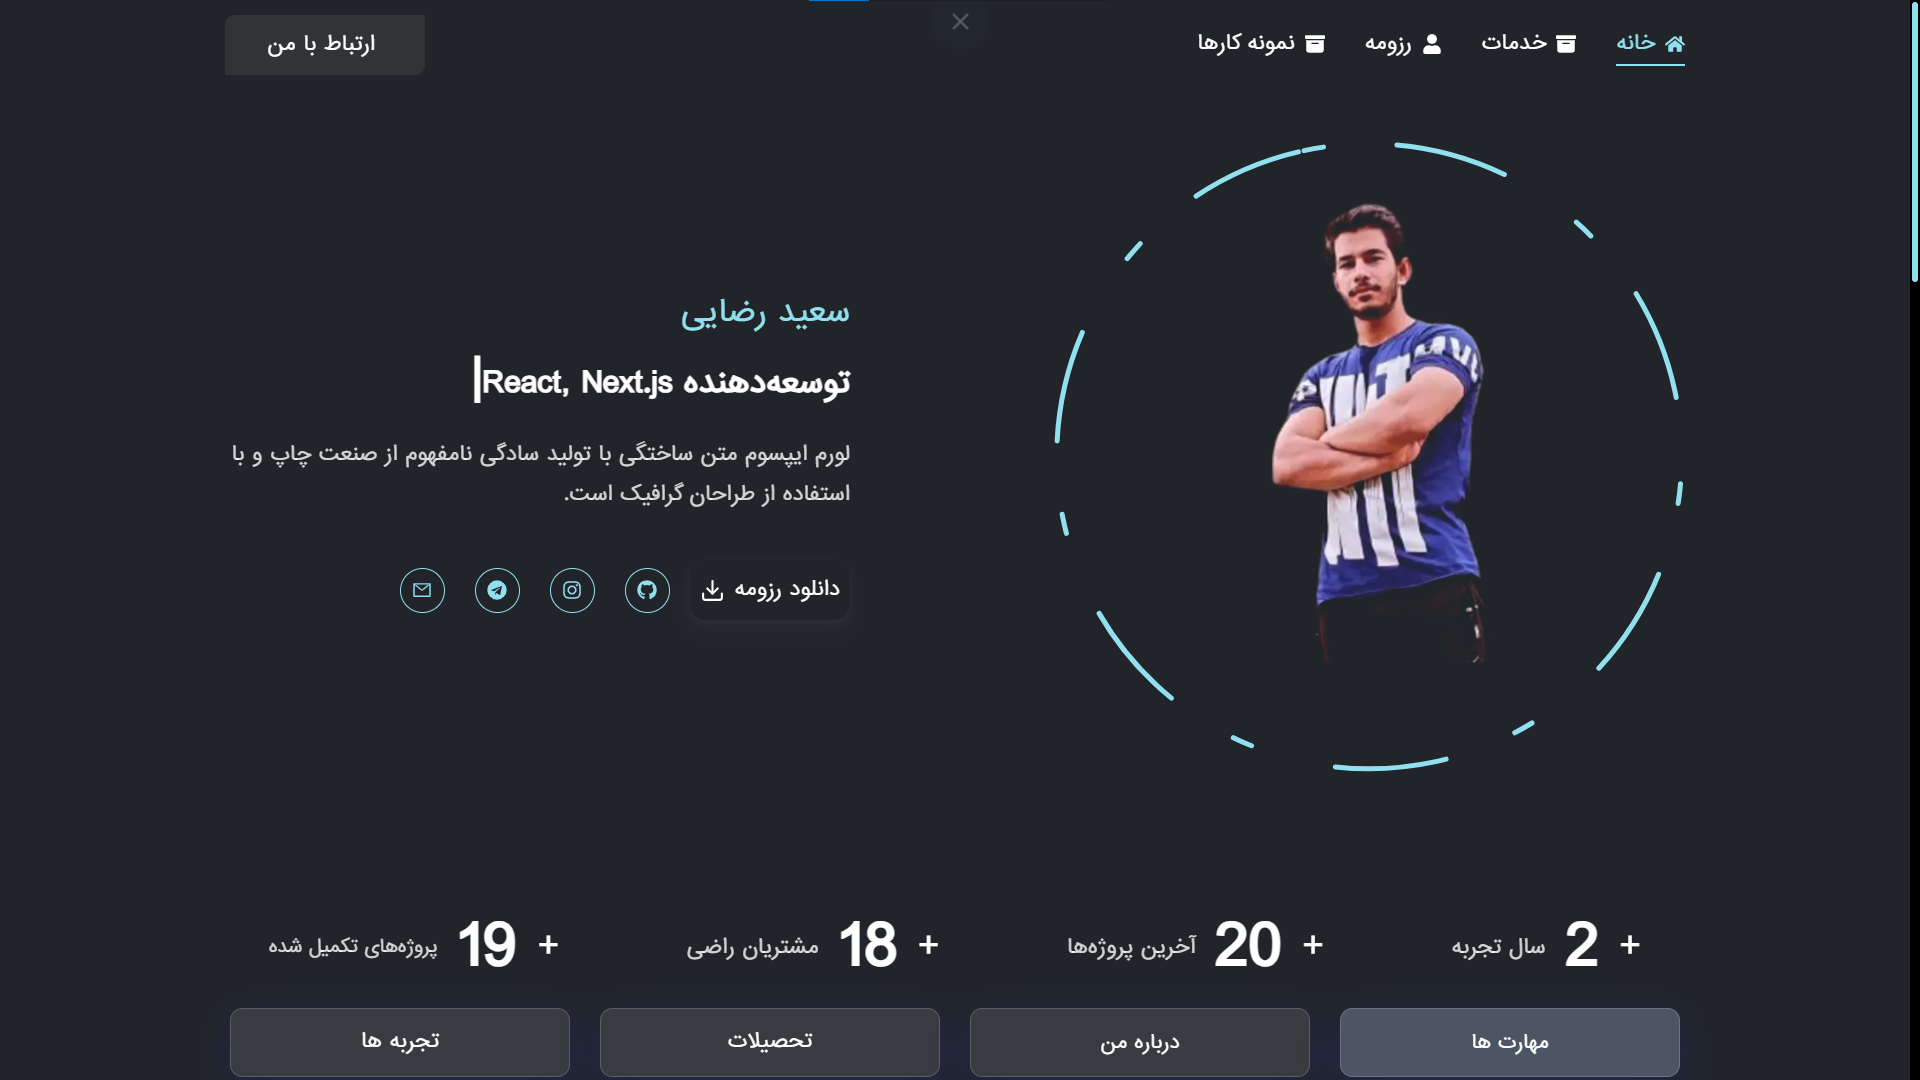 خانه
خدمات
رزومه
نمونه کارها
ارتباط با من
سعید رضایی
توسعه‌دهنده React, Next.js
لورم ایپسوم متن ساختگی با تولید سادگی نامفهوم از صنعت چاپ و با
استفاده از طراحان گرافیک است.
دانلود رزومه
+ 2 سال تجربه
+ 20 آخرین پروژه‌ها
+ 18 مشتریان راضی
+ 19 پروژه‌های تکمیل شده
مهارت ها
درباره من
تحصیلات
تجربه ها